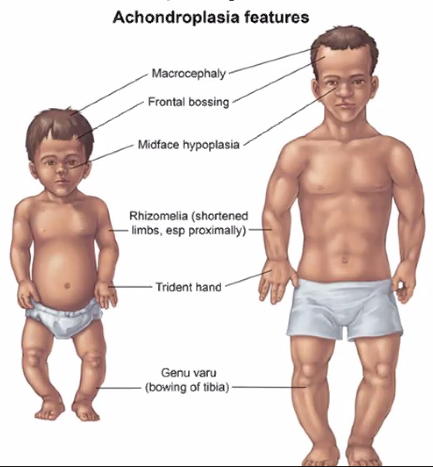 Achondroplasia features
Macrocephaly
Frontal bossing
Midface hypoplasia
Rhizomelia (shortened
limbs, esp proximally)
Trident hand
Genu varu
(bowing of tibia)